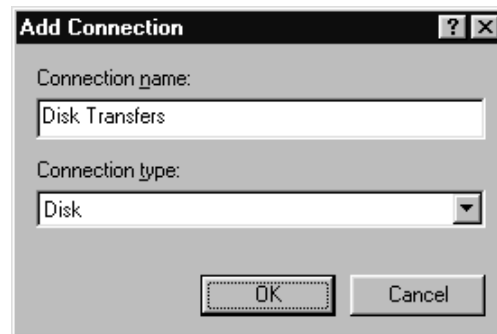 Add Connection
Connection name:
Disk Transfers
Connection type:
Disk
OK Cancel